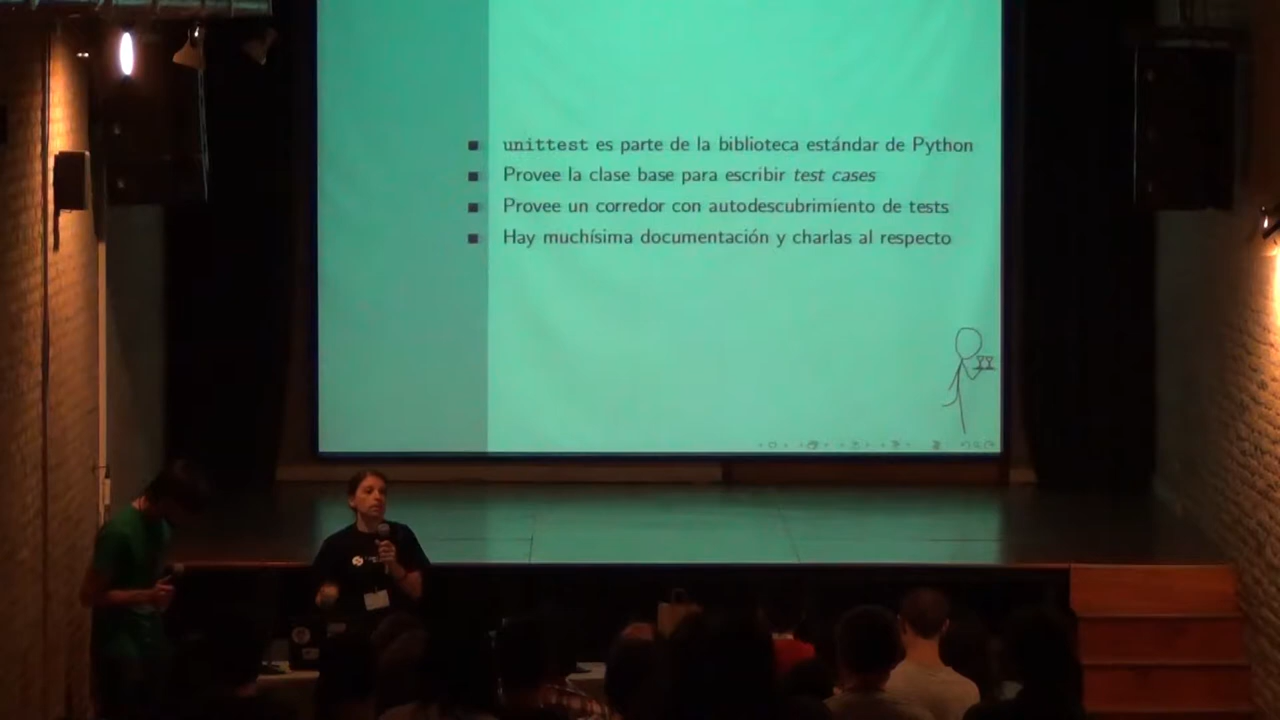 unittest es parte de la biblioteca estándar de Python
Provee la clase base para escribir test cases
Provee un corredor con autodescubrimiento de tests
Hay muchísima documentación y charlas al respecto